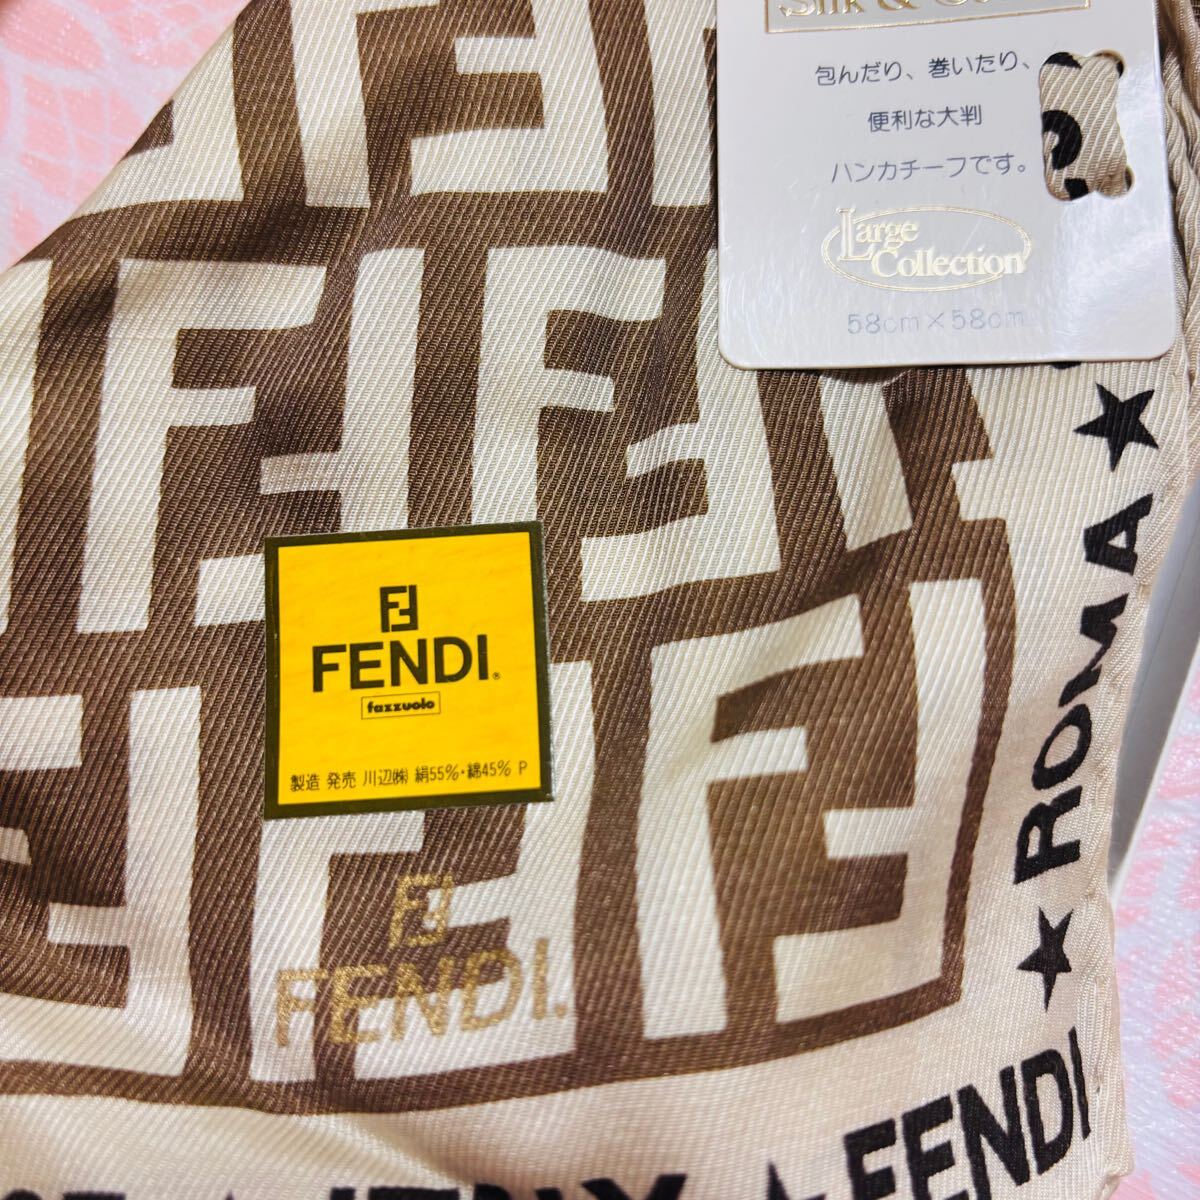 Silk &
包んだり、巻いたり、
便利な大判
ハンカチーフです。
Large
Collection
58cm×58cm
FENDI
fazzuolo
製造 発売 川辺㈱ 絹55%・綿45% P
FENDI.
★ ROMA ★
★FENDI